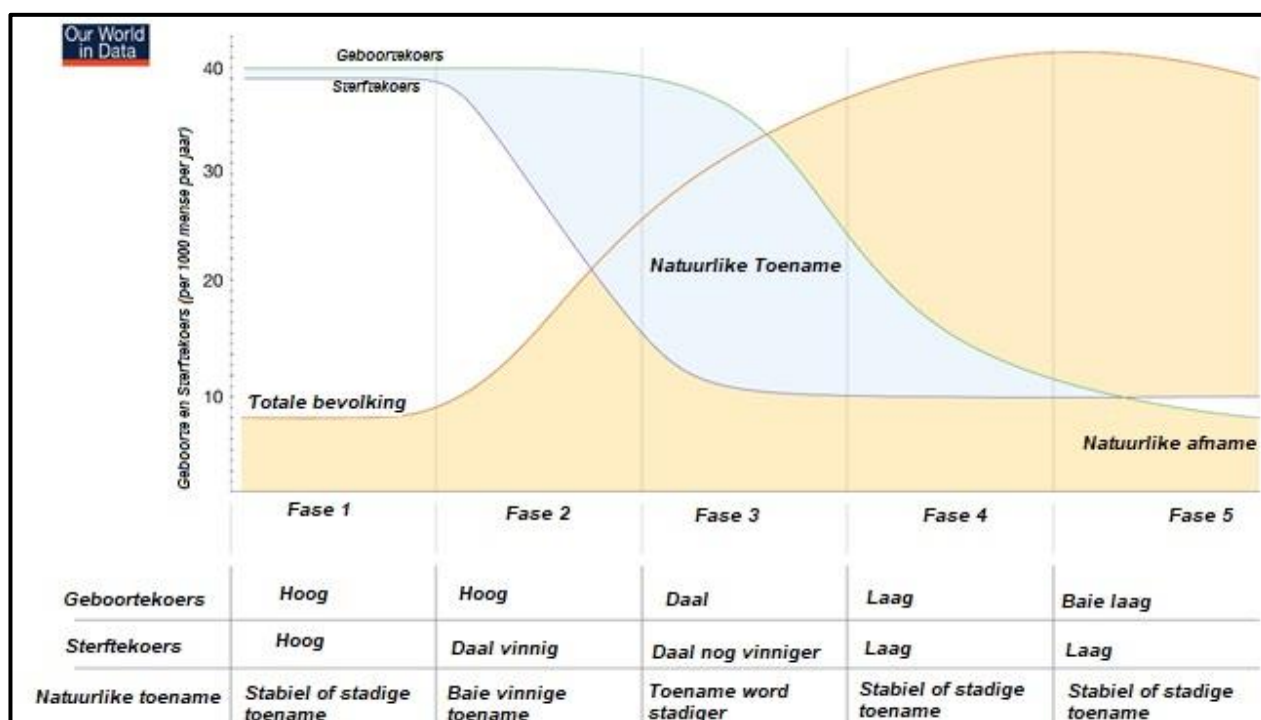 Our World
in Data
Geboorte en Sterftekoers (per 1000 mense per jaar)
40
30
20
10
Geboortekoers
Sterftekoers
Natuurlike Toename
Totale bevolking
Natuurlike afname
Fase 1 Fase 2 Fase 3 Fase 4 Fase 5
Geboortekoers Hoog Hoog Daal Laag Baie laag
Sterftekoers Hoog Daal vinnig Daal nog vinniger Laag Laag
Natuurlike toename Stabiel of stadige toename Baie vinnige toename Toename word stadiger Stabiel of stadige toename Stabiel of stadige toename